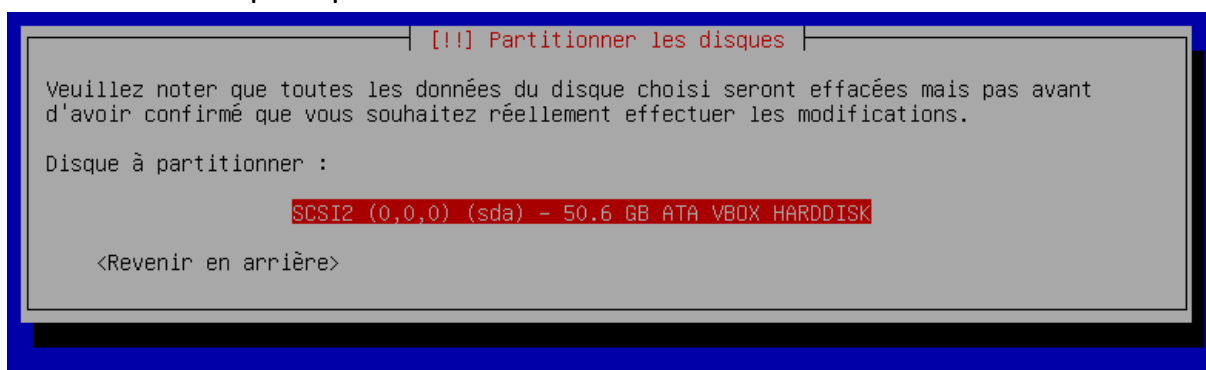 [!!] Partitionner les disques
Veuillez noter que toutes les données du disque choisi seront effacées mais pas avant
d'avoir confirmé que vous souhaitez réellement effectuer les modifications.
Disque à partitionner :
SCSI2 (0,0,0) (sda) - 50.6 GB ATA VBOX HARDDISK
<Revenir en arrière>